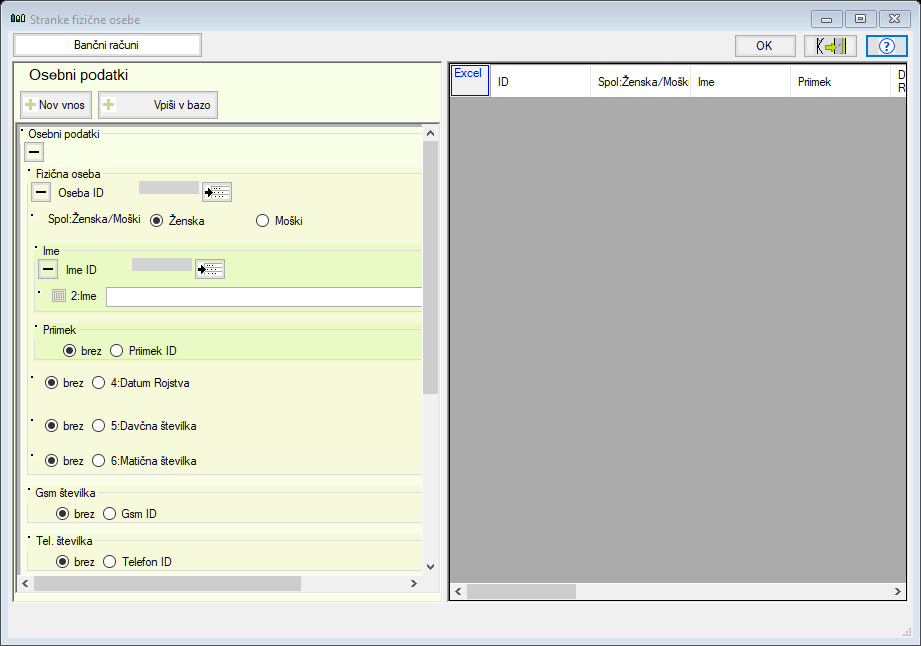 Stranke fizične osebe
Bančni računi
OK
?
Osebni podatki
Nov vnos
Vpiši v bazo
Osebni podatki
Fizična oseba
Oseba ID
Spol:Ženska/Moški
Ženska
Moški
Ime
Ime ID
2:Ime
Priimek
brez
Priimek ID
brez
4:Datum Rojstva
brez
5:Davčna številka
brez
6:Matična številka
Gsm številka
brez
Gsm ID
Tel. številka
brez
Telefon ID
Excel
ID
Spol:Ženska/Moški
Ime
Priimek
D
R